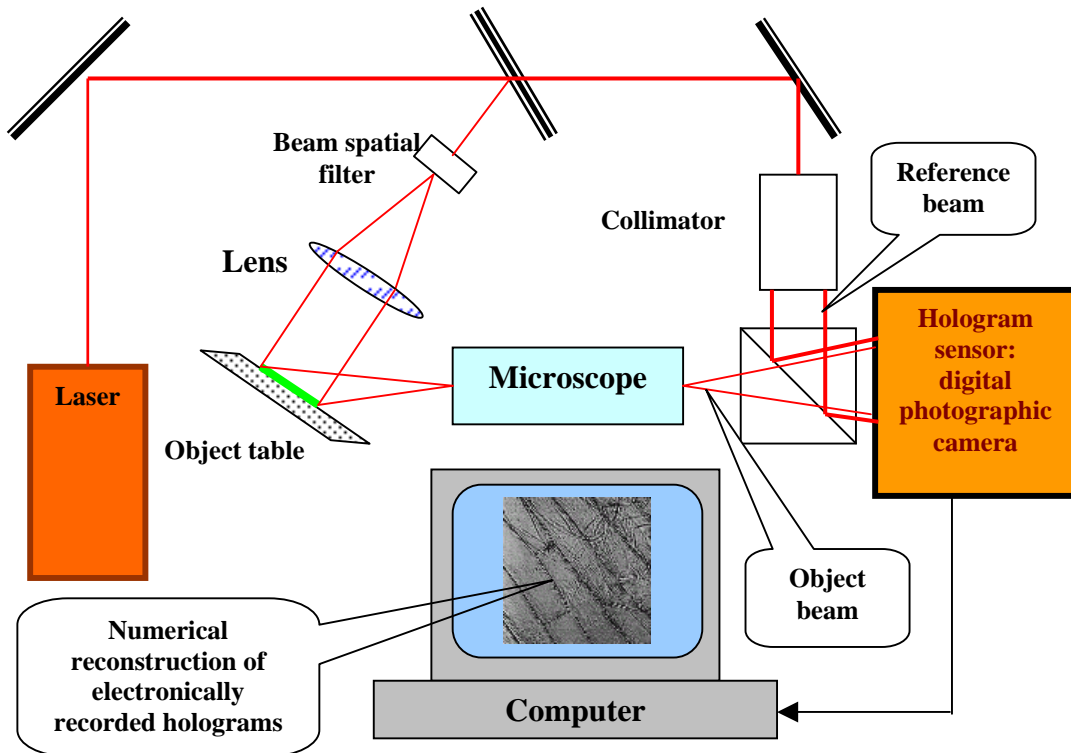 Beam spatial
filter
Reference
beam
Collimator
Lens
Hologram
sensor:
digital
photographic
camera
Laser
Microscope
Object table
Object
beam
Numerical
reconstruction of
electronically
recorded holograms
Computer